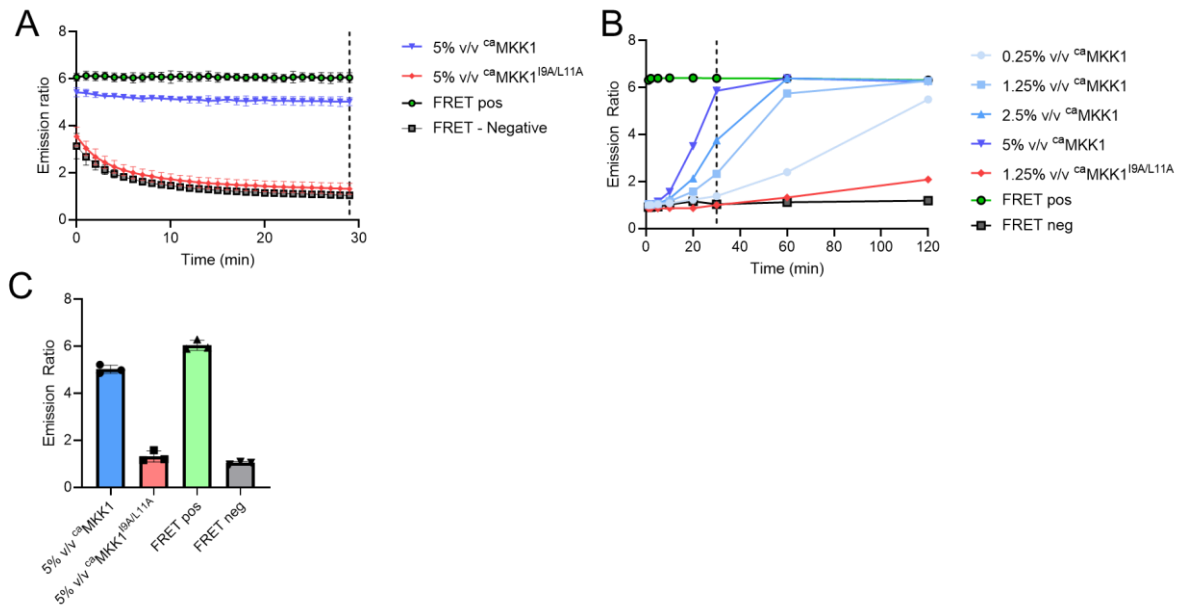 A
8
6
4
2
0
Emission ratio
0
10
20
30
Time (min)
5% v/v ᶜᵃMKK1
5% v/v ᶜᵃMKK1ᴵ⁹ᴬ/ᴸ¹¹ᴬ
FRET pos
FRET - Negative
B
8
6
4
2
0
Emission Ratio
0
20
40
60
80
100
120
Time (min)
0.25% v/v ᶜᵃMKK1
1.25% v/v ᶜᵃMKK1
2.5% v/v ᶜᵃMKK1
5% v/v ᶜᵃMKK1
1.25% v/v ᶜᵃMKK1ᴵ⁹ᴬ/ᴸ¹¹ᴬ
FRET pos
FRET neg
C
8
6
4
2
0
Emission Ratio
5% v/v ᶜᵃMKK1
5% v/v ᶜᵃMKK1ᴵ⁹ᴬ/ᴸ¹¹ᴬ
FRET pos
FRET neg